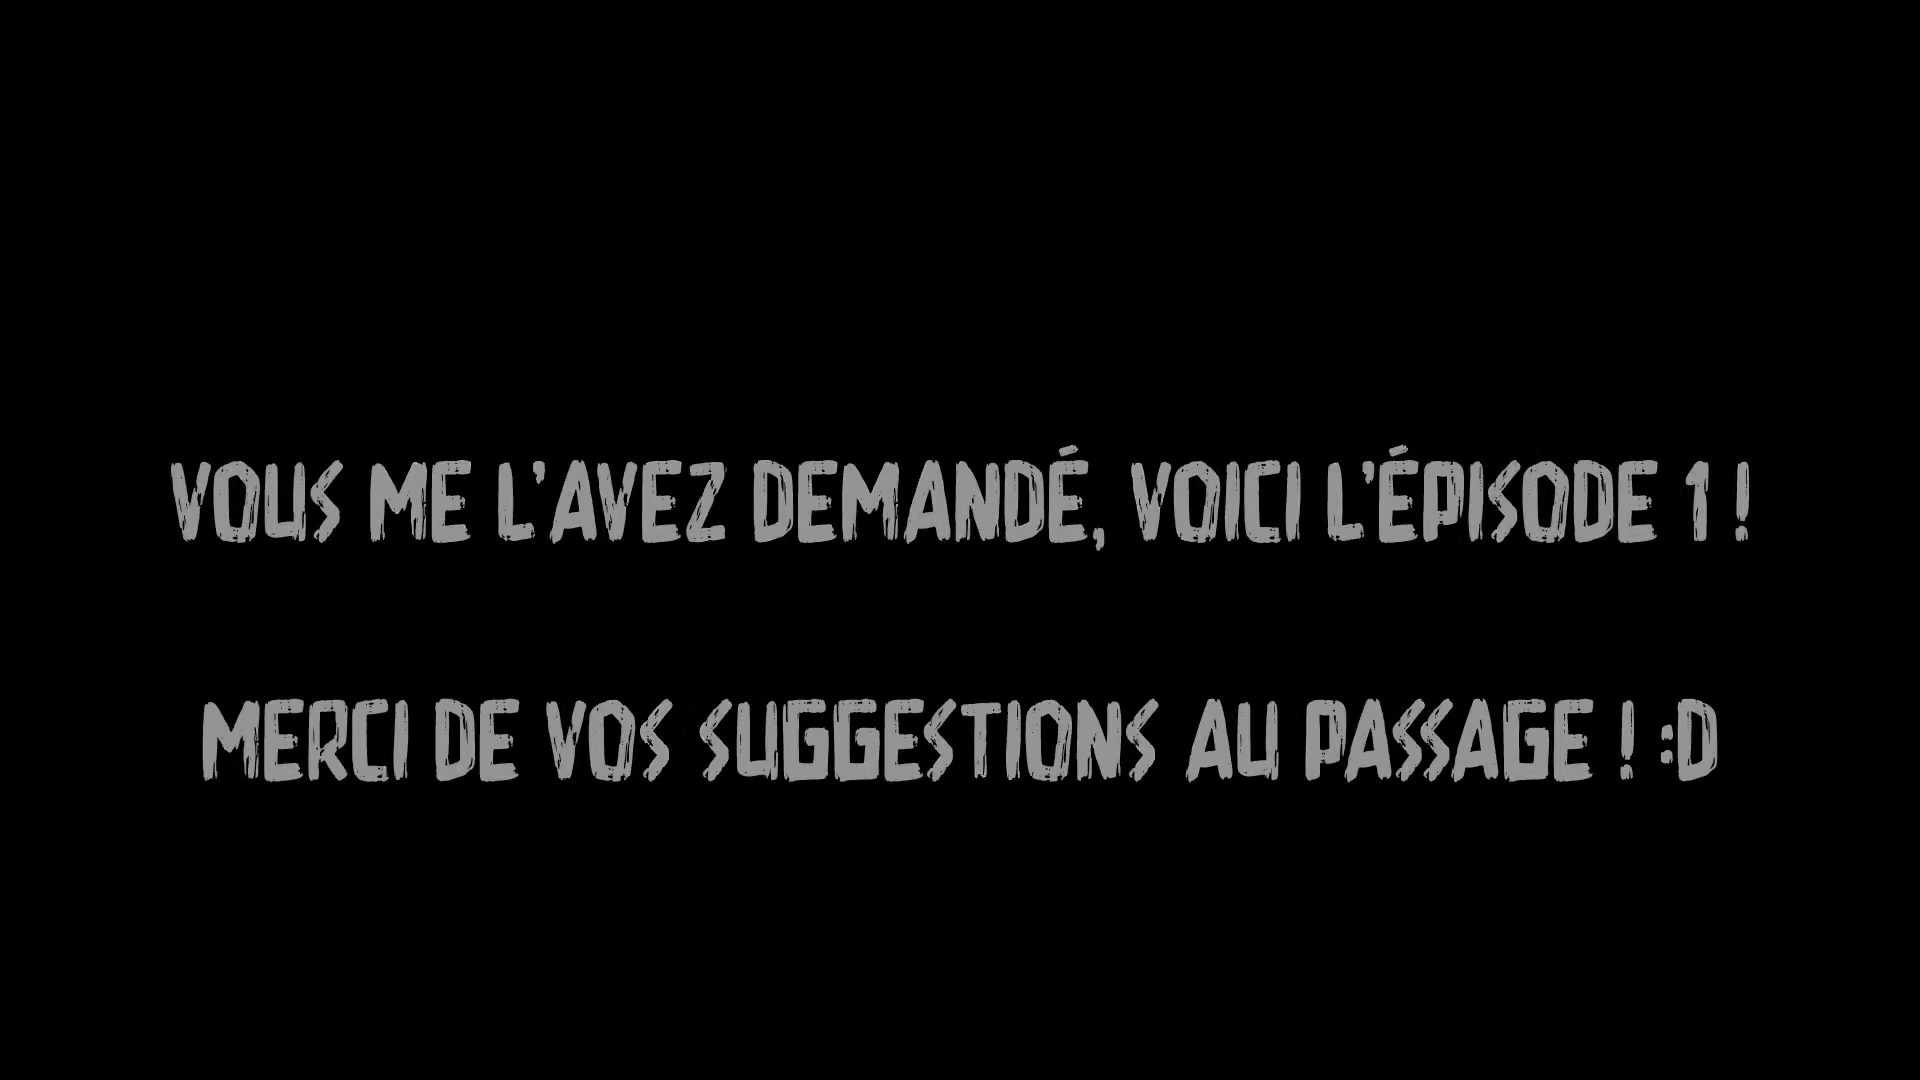 VOUS ME L'AVEZ DEMANDÉ, VOICI L'ÉPISODE 1 !
MERCI DE VOS SUGGESTIONS AU PASSAGE ! :D